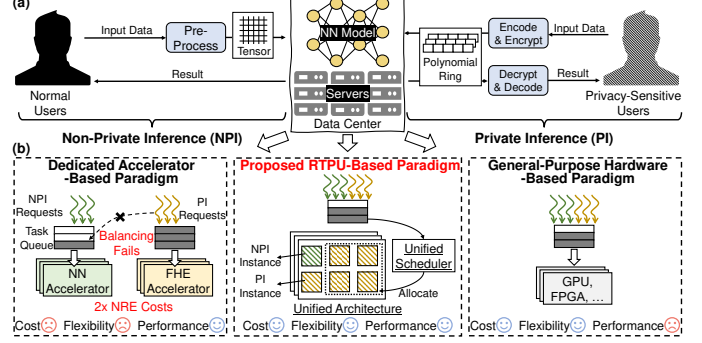 (a)
Input Data
Pre-
Process
Tensor
Result
Normal
Users
NN Model
Servers
Data Center
Polynomial
Ring
Encode
& Encrypt
Input Data
Decrypt
& Decode
Result
Privacy-Sensitive
Users
Non-Private Inference (NPI)
Private Inference (PI)
(b)
Dedicated Accelerator
-Based Paradigm
NPI
Requests
PI
Requests
Task
Queue
Balancing
Fails
NN
Accelerator
FHE
Accelerator
2x NRE Costs
Cost Flexibility Performance
Proposed RTPU-Based Paradigm
NPI
Instance
PI
Instance
Unified
Scheduler
Allocate
Unified Architecture
Cost Flexibility Performance
General-Purpose Hardware
-Based Paradigm
GPU,
FPGA, …
Cost Flexibility Performance